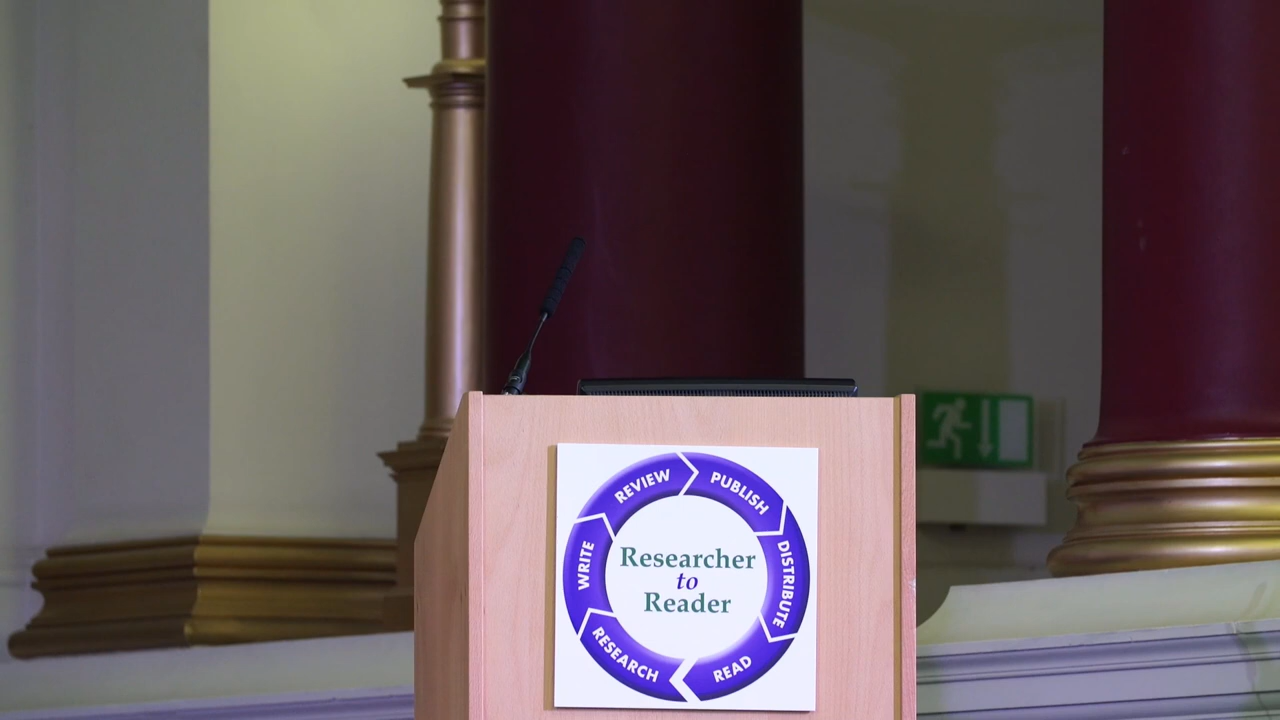 REVIEW
PUBLISH
DISTRIBUTE
READ
RESEARCH
WRITE
Researcher
to
Reader